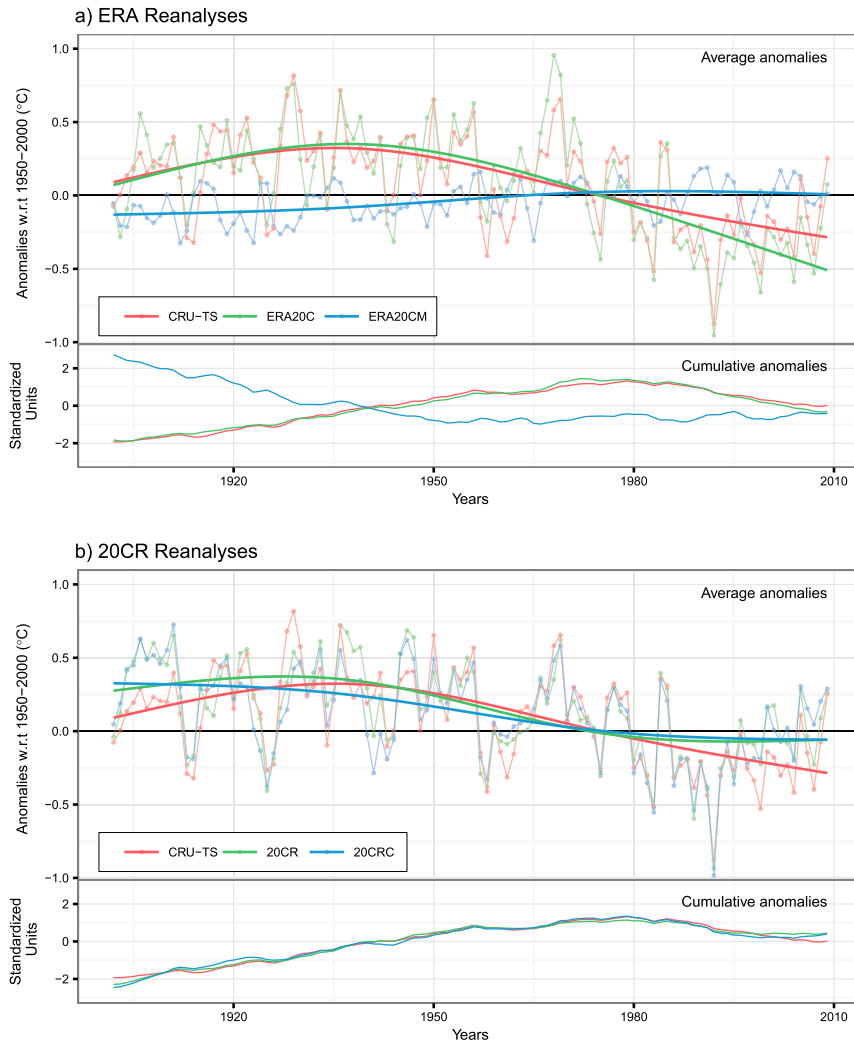 a) ERA Reanalyses
Average anomalies
1.0
0.5
0.0
−0.5
−1.0
Anomalies w.r.t 1950−2000 (°C)
CRU−TS ERA20C ERA20CM
Cumulative anomalies
2
0
−2
Standardized
Units
1920 1950 1980 2010
Years
b) 20CR Reanalyses
Average anomalies
1.0
0.5
0.0
−0.5
−1.0
Anomalies w.r.t 1950−2000 (°C)
CRU−TS 20CR 20CRC
Cumulative anomalies
2
0
−2
Standardized
Units
1920 1950 1980 2010
Years